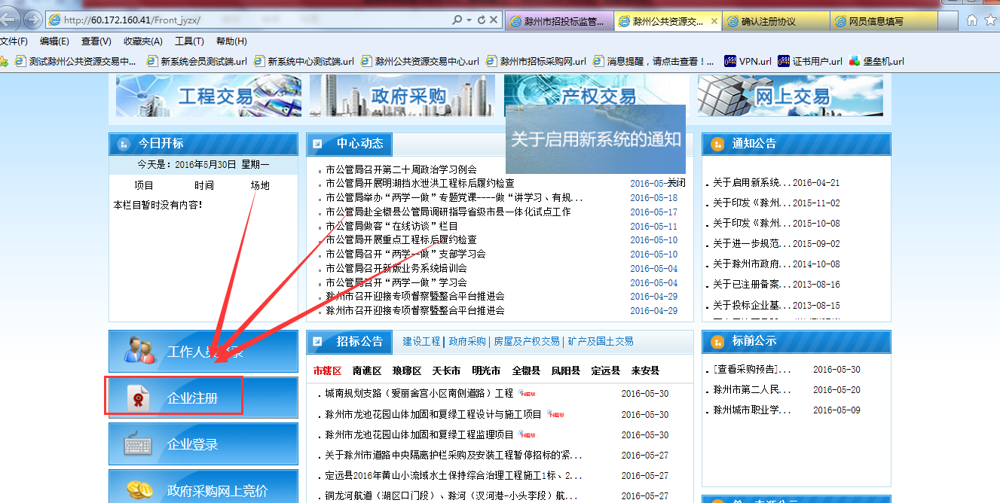 http://60.172.160.41/Front_jyzx/
滁州市招投标监管...
滁州公共资源交...
确认注册协议
网员信息填写
文件(F) 编辑(E) 查看(V) 收藏夹(A) 工具(T) 帮助(H)
测试滁州公共资源交易中... 新系统会员测试端.url 新系统中心测试端.url 滁州公共资源交易中心.url 滁州市招标采购网.url 消息提醒，请点击查看！... VPN.url 证书用户.url 堡垒机.url
工程交易
政府采购
产权交易
网上交易
关于启用新系统的通知
关闭
今日开标
今天是：2016年5月30日 星期一
项目 时间 场地
本栏目暂时没有内容！
中心动态
市公管局召开第二十周政治学习例会
市公管局开展明湖挡水泄洪工程标后履约检查
市公管局举办“两学一做”专题党课----做“讲学习、有规... 2016-05-18
市公管局赴全椒县公管局调研指导省级市县一体化试点工作 2016-05-17
市公管局做客“在线访谈”栏目 2016-05-11
市公管局开展重点工程标后履约检查 2016-05-10
市公管局召开“两学一做”支部学习会 2016-05-10
市公管局召开新版业务系统培训会 2016-05-04
市公管局召开“两学一做”学习会 2016-05-04
滁州市召开迎接专项督察暨整合平台推进会 2016-04-29
滁州市召开迎接专项督察暨整合平台推进会 2016-04-29
通知公告
关于启用新系统... 2016-04-21
关于印发《滁州... 2015-11-02
关于印发《滁州... 2015-10-08
关于进一步规范... 2015-09-02
关于滁州市政府... 2014-10-08
关于已注册备案... 2013-08-16
关于投标企业基... 2013-08-15
工作人员登录
企业注册
企业登录
政府采购网上竞价
招标公告
建设工程| 政府采购| 房屋及产权交易| 矿产及国土交易
市辖区 南谯区 琅琊区 天长市 明光市 全椒县 凤阳县 定远县 来安县
城南规划支路（爱丽舍宫小区南侧道路）工程 NEW 2016-05-30
滁州市龙池花园山体加固和复绿工程设计与施工项目 NEW 2016-05-30
滁州市龙池花园山体加固和复绿工程监理项目 NEW 2016-05-30
关于滁州市道路中央隔离护栏采购及安装工程暂停招标的紧... 2016-05-27
定远县2016年黄山小流域水土保持综合治理工程施工1标、2... 2016-05-27
铜龙河航道（湖区口门段）、滁河（汊河港-小头李段）航... 2016-05-27
标前公示
[查看采购预告]... 2016-05-30
滁州市第二人民... 2016-05-20
滁州城市职业学... 2016-05-09